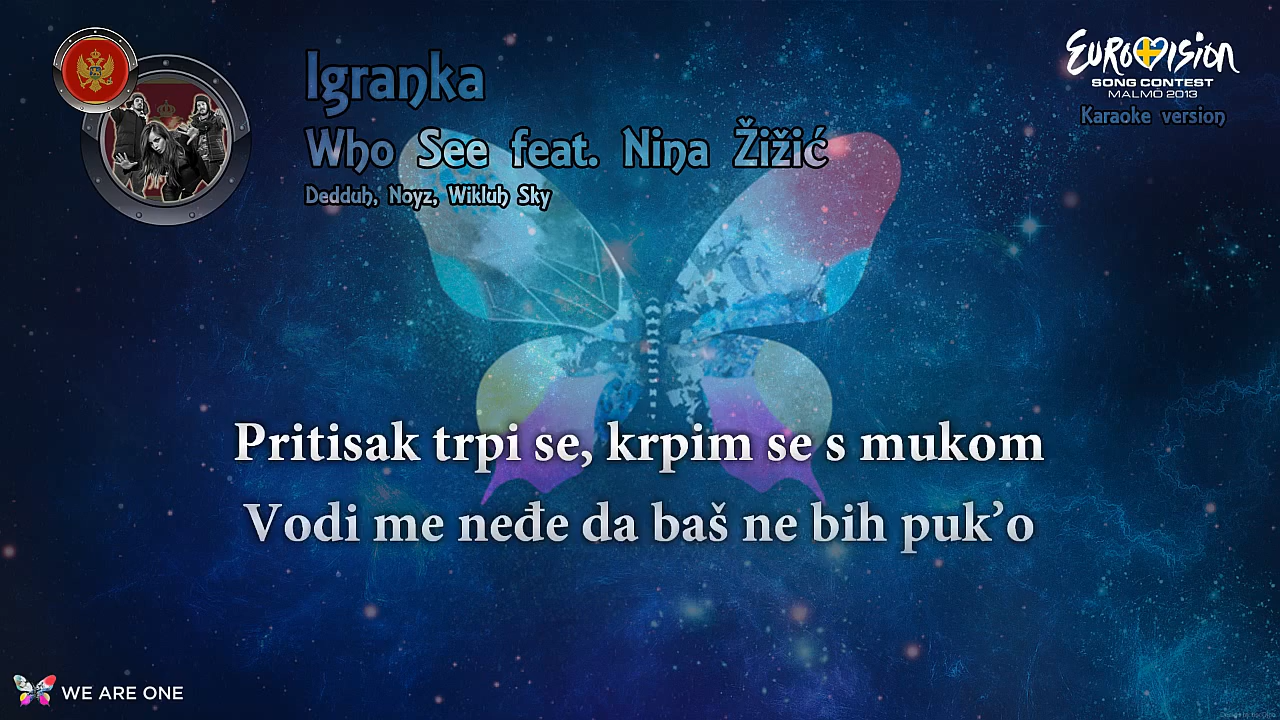 Igranka
Who See feat. Nina Žižić
Dedduh, Noyz, Wikluh Sky
EUROVISION
SONG CONTEST
MALMÖ 2013
Karaoke version
Pritisak trpi se, krpim se s mukom
Vodi me neđe da baš ne bih puk’o
WE ARE ONE